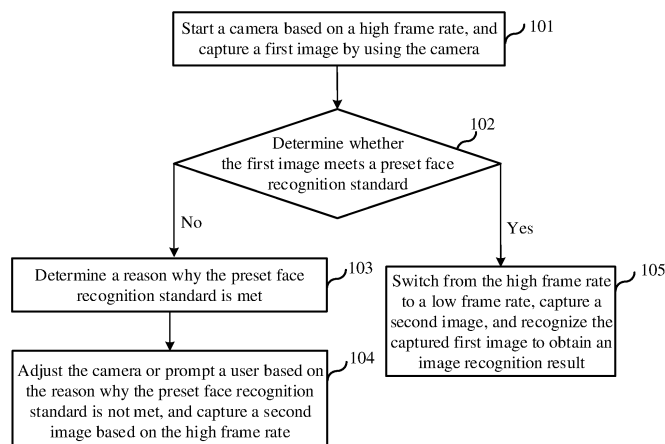 Start a camera based on a high frame rate, and
capture a first image by using the camera
101
102
Determine whether
the first image meets a preset face
recognition standard
No
Yes
103
Determine a reason why the preset face
recognition standard is met
105
Switch from the high frame rate
to a low frame rate, capture a
second image, and recognize the
captured first image to obtain an
image recognition result
104
Adjust the camera or prompt a user based on
the reason why the preset face recognition
standard is not met, and capture a second
image based on the high frame rate